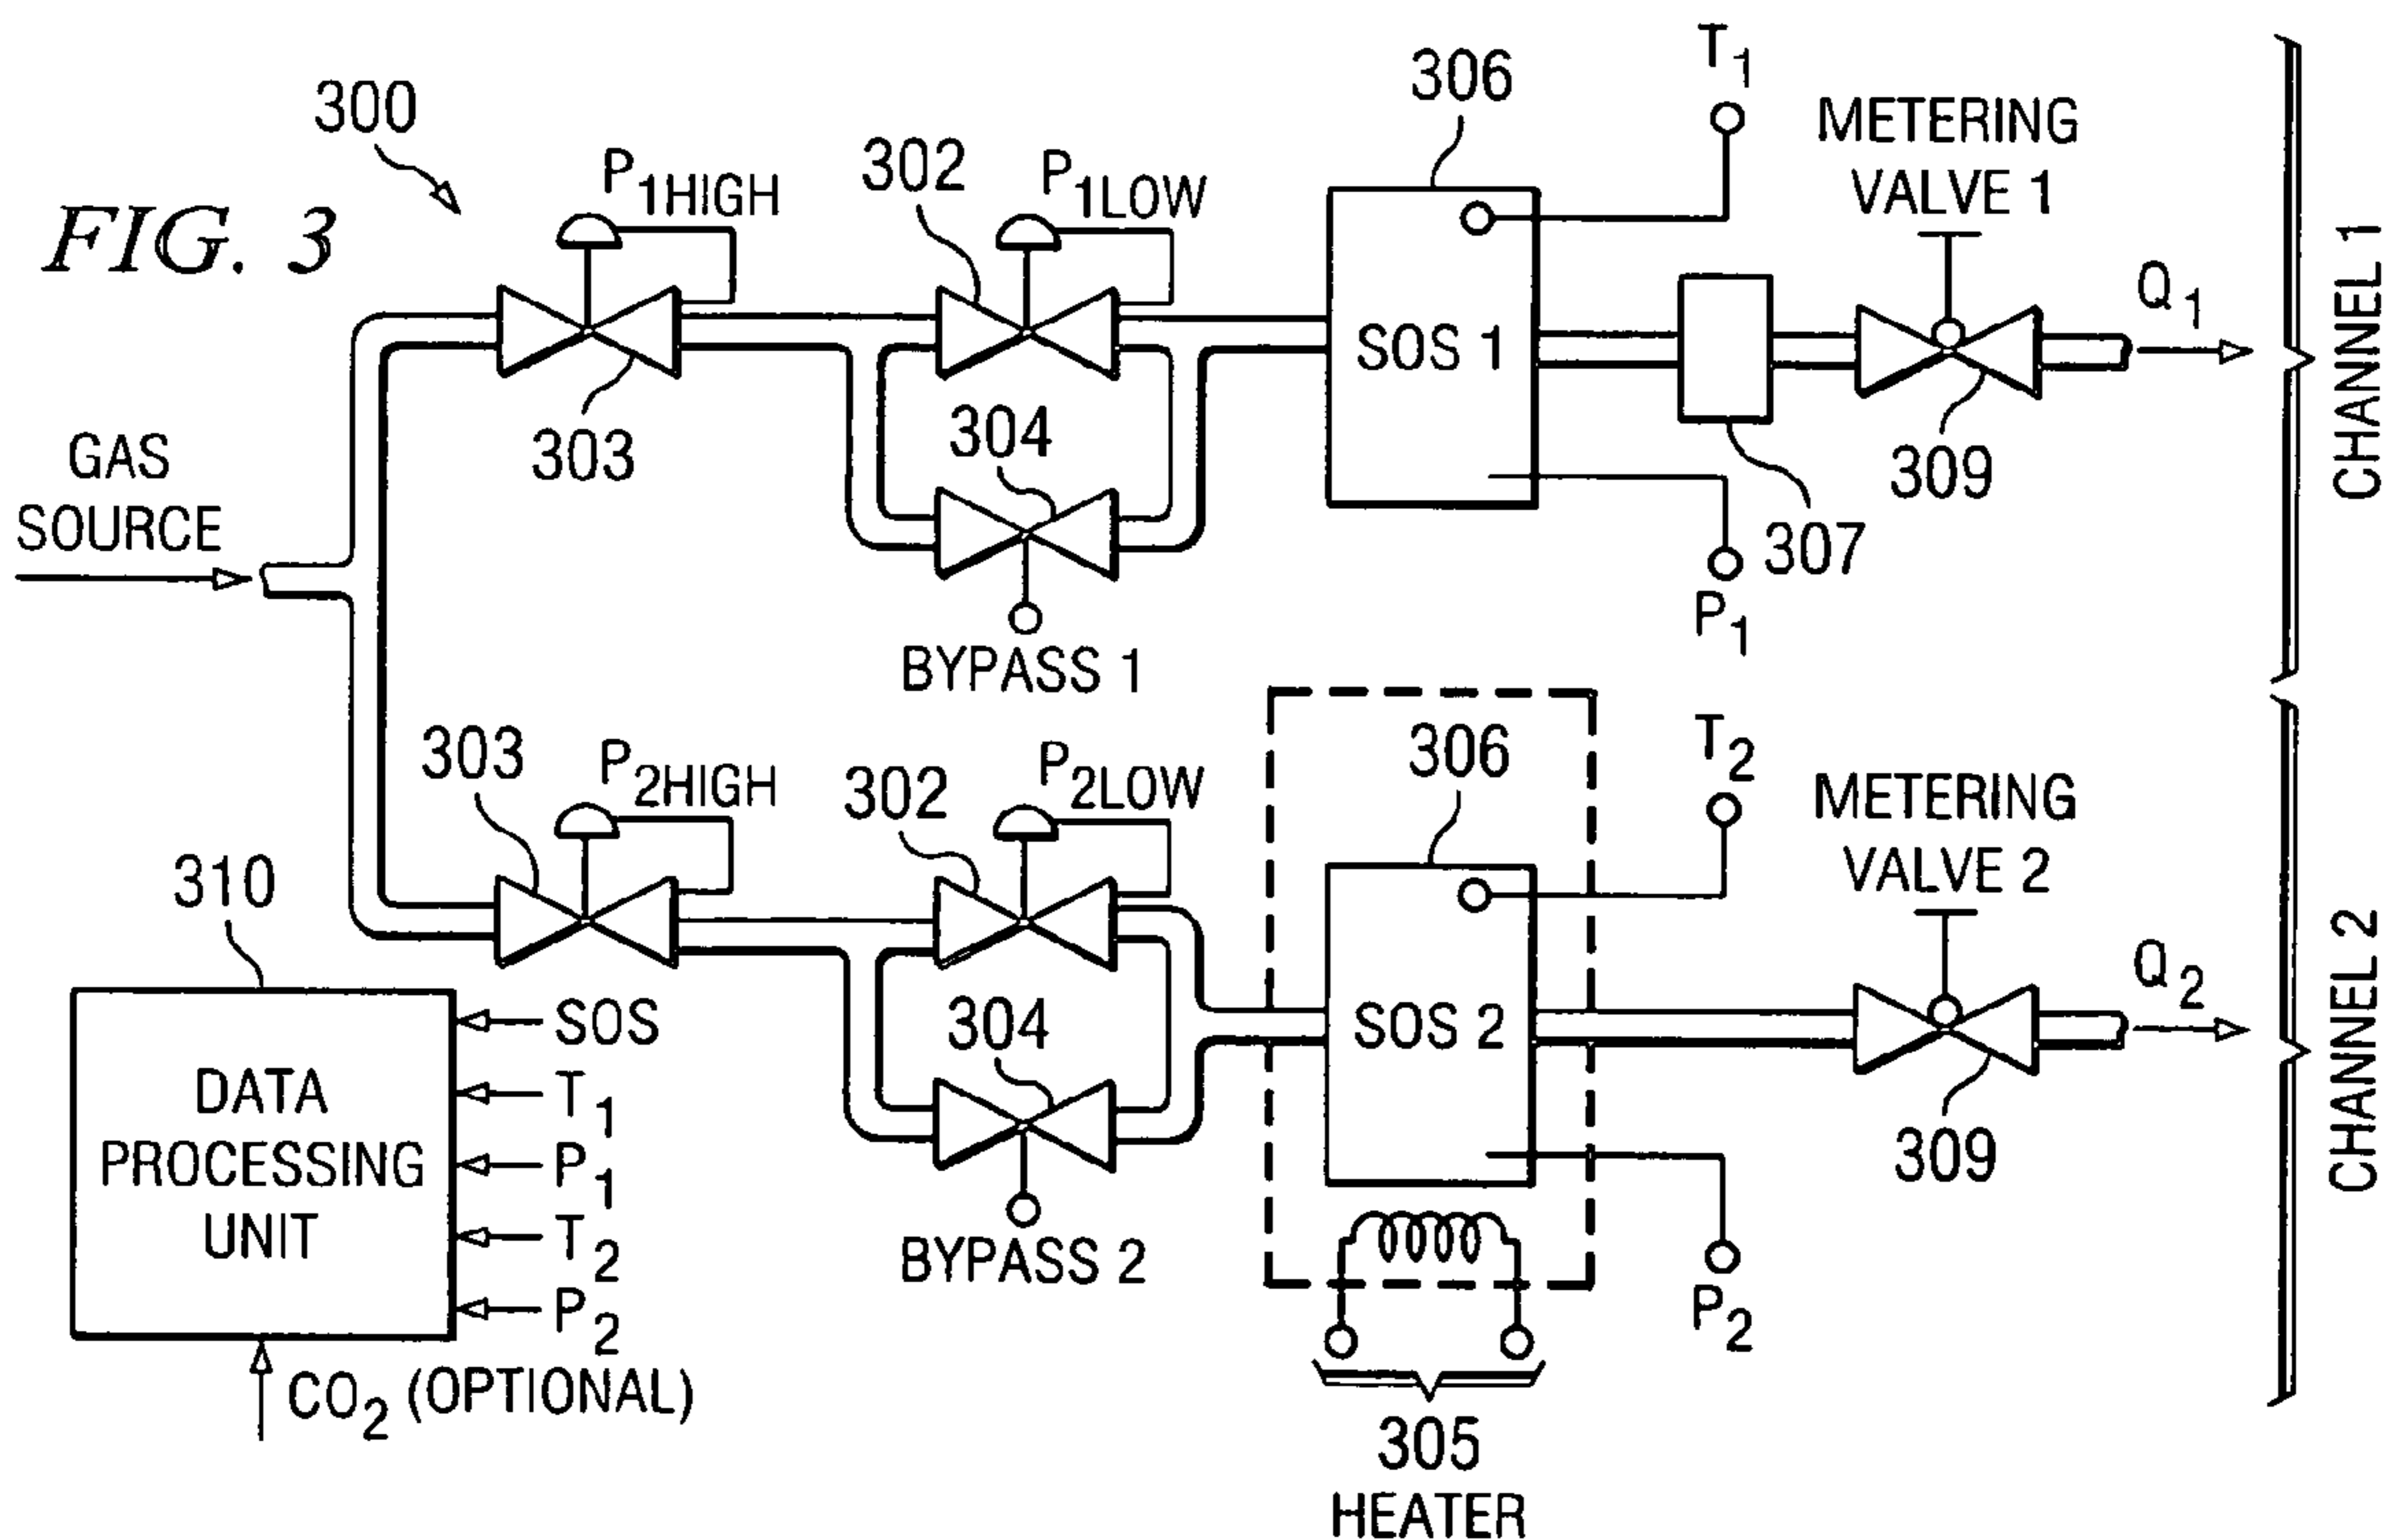 FIG. 3
300
GAS
SOURCE
P1HIGH
303
302
P1LOW
304
BYPASS 1
306
SOS 1
T1
P1
307
METERING
VALVE 1
309
Q1
CHANNEL 1
303
P2HIGH
302
P2LOW
304
BYPASS 2
306
SOS 2
T2
P2
305
HEATER
METERING
VALVE 2
309
Q2
CHANNEL 2
310
DATA
PROCESSING
UNIT
SOS
T1
P1
T2
P2
CO2 (OPTIONAL)